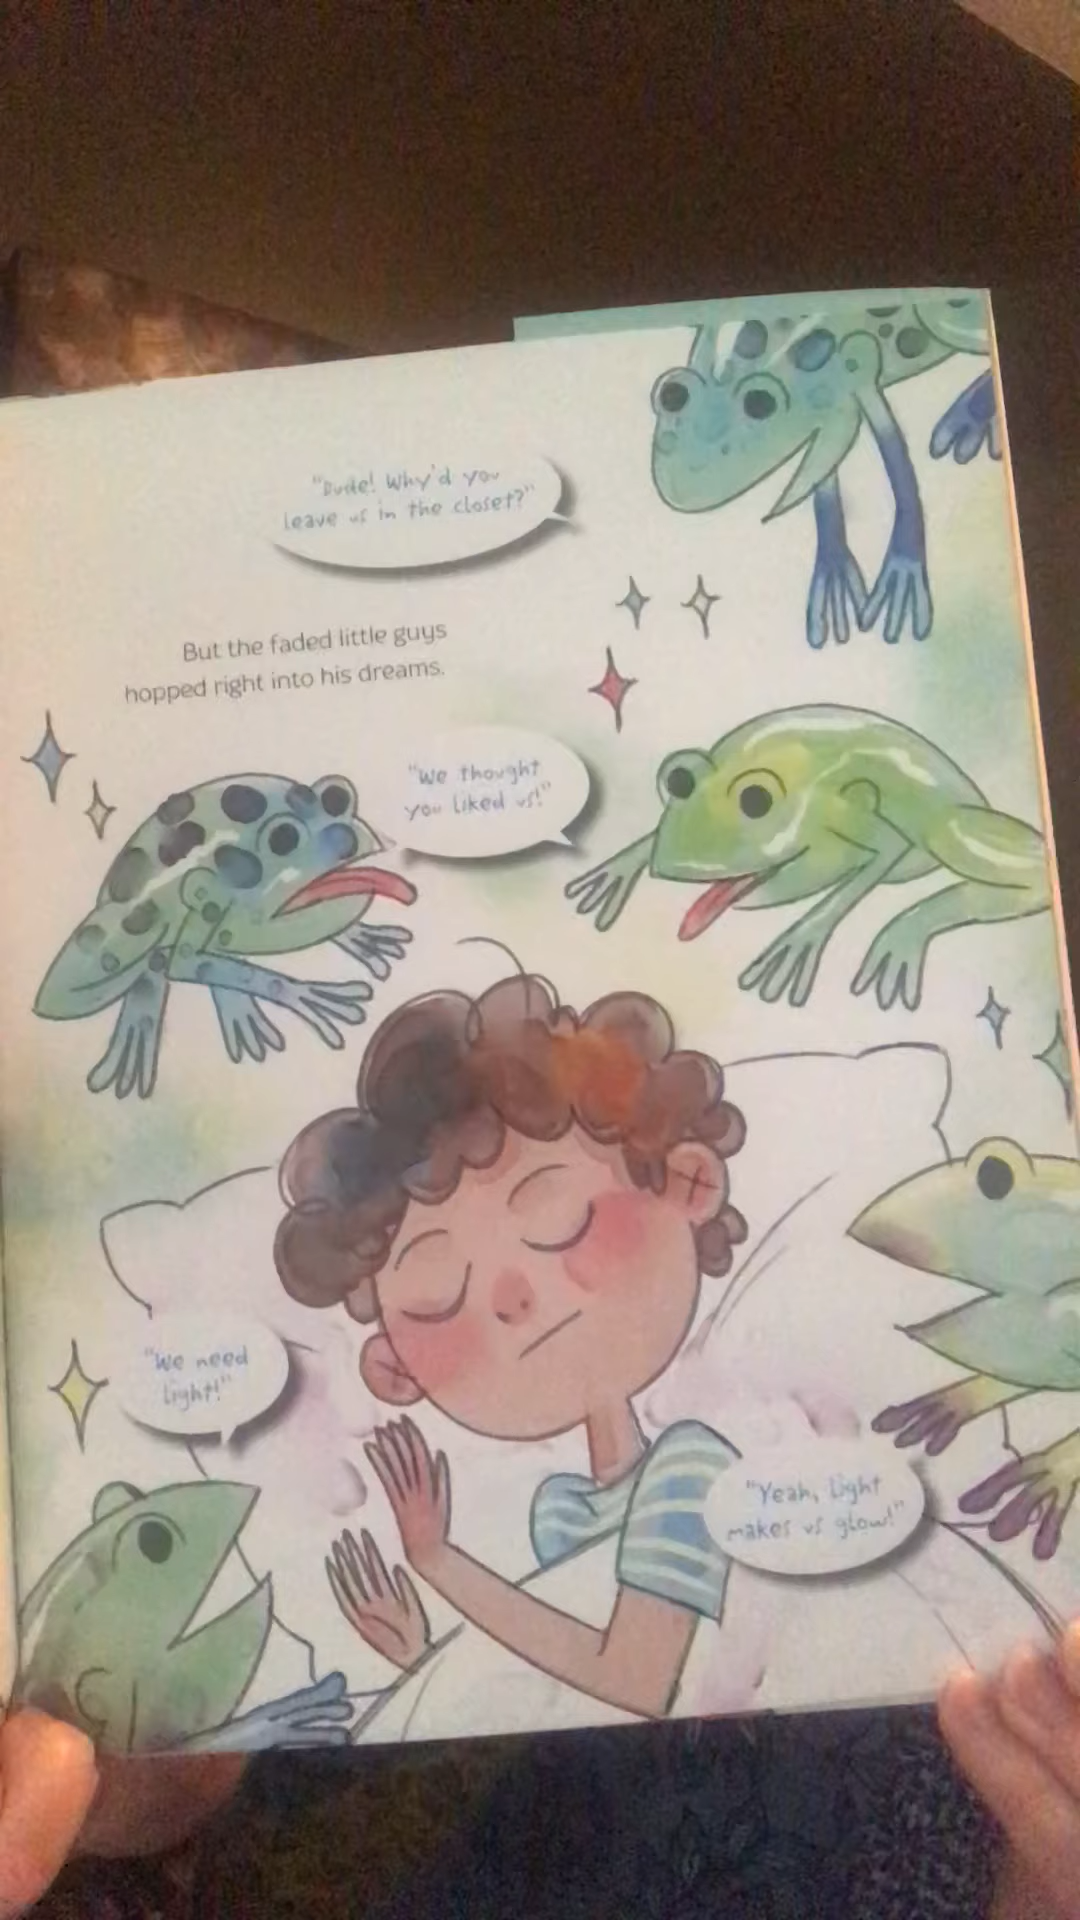 "Dude! Why'd you
leave us in the closet?"
But the faded little guys
hopped right into his dreams.
"We thought
you liked us!"
"We need
light!"
"Yeah, light
makes us glow!"